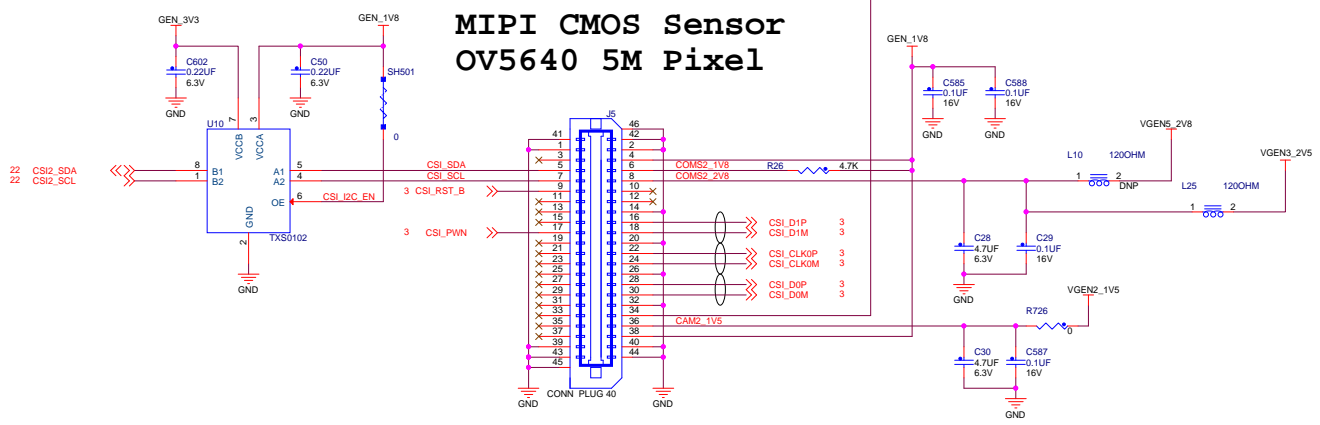 MIPI CMOS Sensor
OV5640 5M Pixel
GEN_3V3
GEN_1V8
C602
0.22UF
6.3V
GND
C50
0.22UF
6.3V
GND
SH501
0
U10
7
3
VCCB
VCCA
22 CSI2_SDA
22 CSI2_SCL
8
1
B1
B2
A1
A2
OE
5
4
6
CSI_I2C_EN
GND
2
TXS0102
GND
CSI_SDA
CSI_SCL
3 CSI_RST_B
3 CSI_PWN
J5
41
1
3
5
7
9
11
13
15
17
19
21
23
25
27
29
31
33
35
37
39
43
45
46
42
2
4
6
8
10
12
14
16
18
20
22
24
26
28
30
32
34
36
38
40
44
GND
CONN PLUG 40
GND
COMS2_1V8
COMS2_2V8
R26
4.7K
CSI_D1P 3
CSI_D1M 3
CSI_CLK0P 3
CSI_CLK0M 3
CSI_D0P 3
CSI_D0M 3
CAM2_1V5
GEN_1V8
C585
0.1UF
16V
GND
C588
0.1UF
16V
GND
VGEN5_2V8
L10 120OHM
1 2
DNP
VGEN3_2V5
L25 120OHM
1 2
C28
4.7UF
6.3V
GND
C29
0.1UF
16V
VGEN2_1V5
R726
0
C30
4.7UF
6.3V
C587
0.1UF
16V
GND